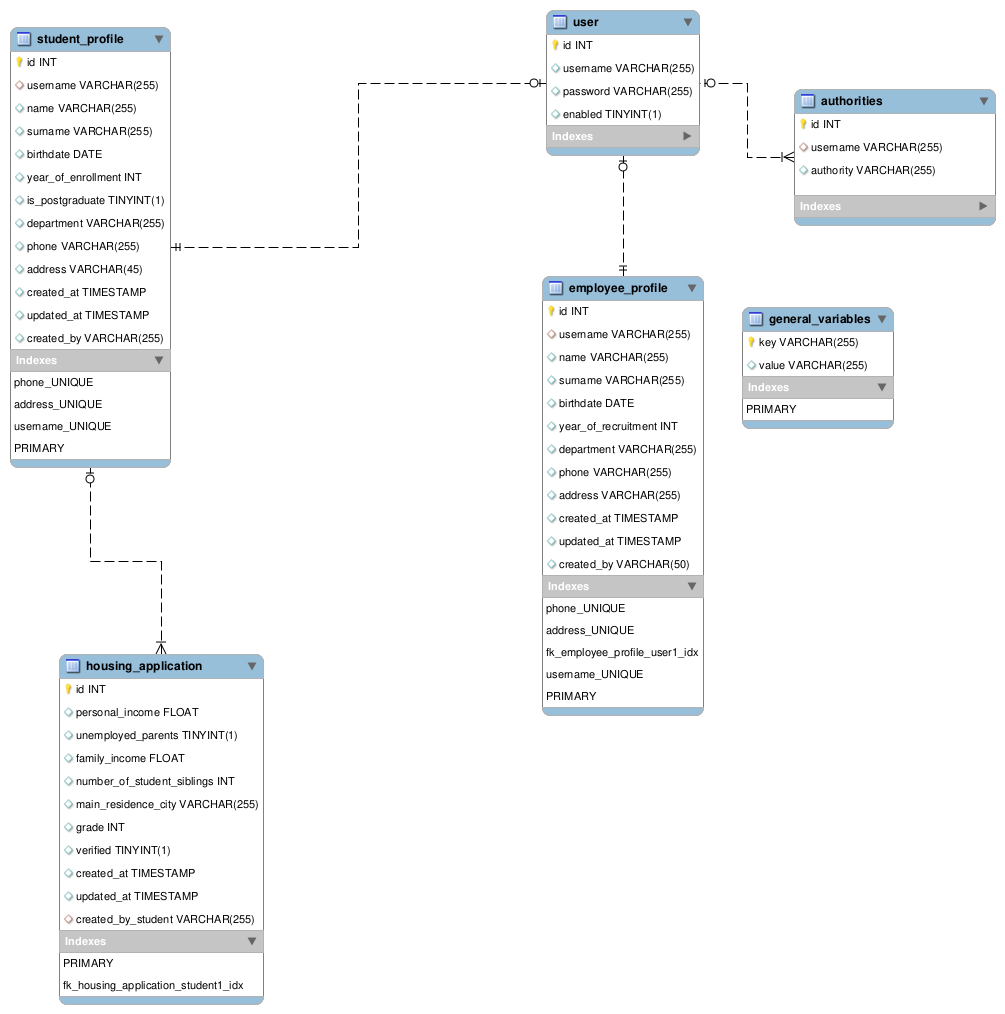 student_profile
id INT
username VARCHAR(255)
name VARCHAR(255)
surname VARCHAR(255)
birthdate DATE
year_of_enrollment INT
is_postgraduate TINYINT(1)
department VARCHAR(255)
phone VARCHAR(255)
address VARCHAR(45)
created_at TIMESTAMP
updated_at TIMESTAMP
created_by VARCHAR(255)
Indexes
phone_UNIQUE
address_UNIQUE
username_UNIQUE
PRIMARY
user
id INT
username VARCHAR(255)
password VARCHAR(255)
enabled TINYINT(1)
Indexes
authorities
id INT
username VARCHAR(255)
authority VARCHAR(255)
Indexes
employee_profile
id INT
username VARCHAR(255)
name VARCHAR(255)
surname VARCHAR(255)
birthdate DATE
year_of_recruitment INT
department VARCHAR(255)
phone VARCHAR(255)
address VARCHAR(255)
created_at TIMESTAMP
updated_at TIMESTAMP
created_by VARCHAR(50)
Indexes
phone_UNIQUE
address_UNIQUE
fk_employee_profile_user1_idx
username_UNIQUE
PRIMARY
general_variables
key VARCHAR(255)
value VARCHAR(255)
Indexes
PRIMARY
housing_application
id INT
personal_income FLOAT
unemployed_parents TINYINT(1)
family_income FLOAT
number_of_student_siblings INT
main_residence_city VARCHAR(255)
grade INT
verified TINYINT(1)
created_at TIMESTAMP
updated_at TIMESTAMP
created_by_student VARCHAR(255)
Indexes
PRIMARY
fk_housing_application_student1_idx